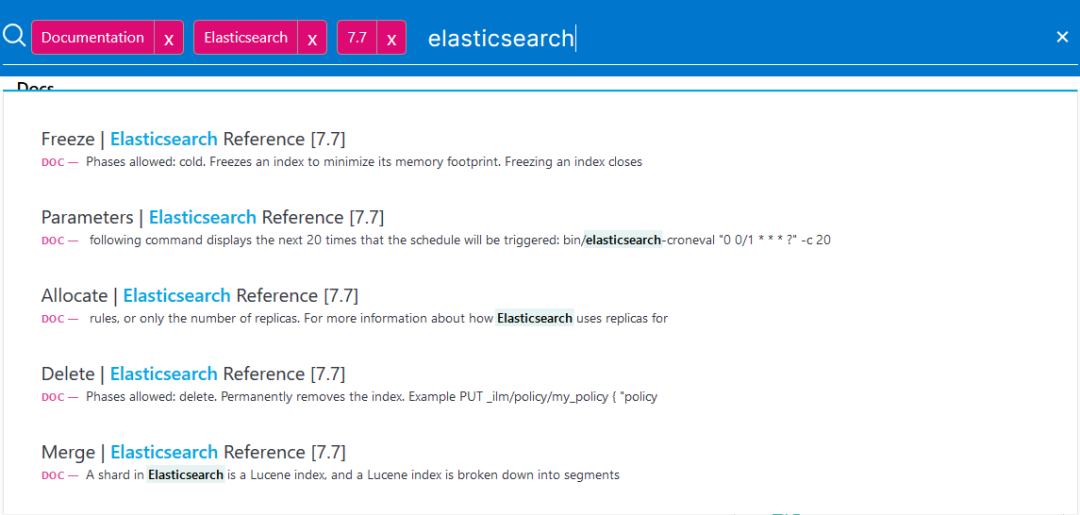 Documentation x Elasticsearch x 7.7 x elasticsearch ×
Docs
Freeze | Elasticsearch Reference [7.7]
DOC — Phases allowed: cold. Freezes an index to minimize its memory footprint. Freezing an index closes
Parameters | Elasticsearch Reference [7.7]
DOC — following command displays the next 20 times that the schedule will be triggered: bin/elasticsearch-croneval "0 0/1 * * * ?" -c 20
Allocate | Elasticsearch Reference [7.7]
DOC — rules, or only the number of replicas. For more information about how Elasticsearch uses replicas for
Delete | Elasticsearch Reference [7.7]
DOC — Phases allowed: delete. Permanently removes the index. Example PUT _ilm/policy/my_policy { "policy
Merge | Elasticsearch Reference [7.7]
DOC — A shard in Elasticsearch is a Lucene index, and a Lucene index is broken down into segments